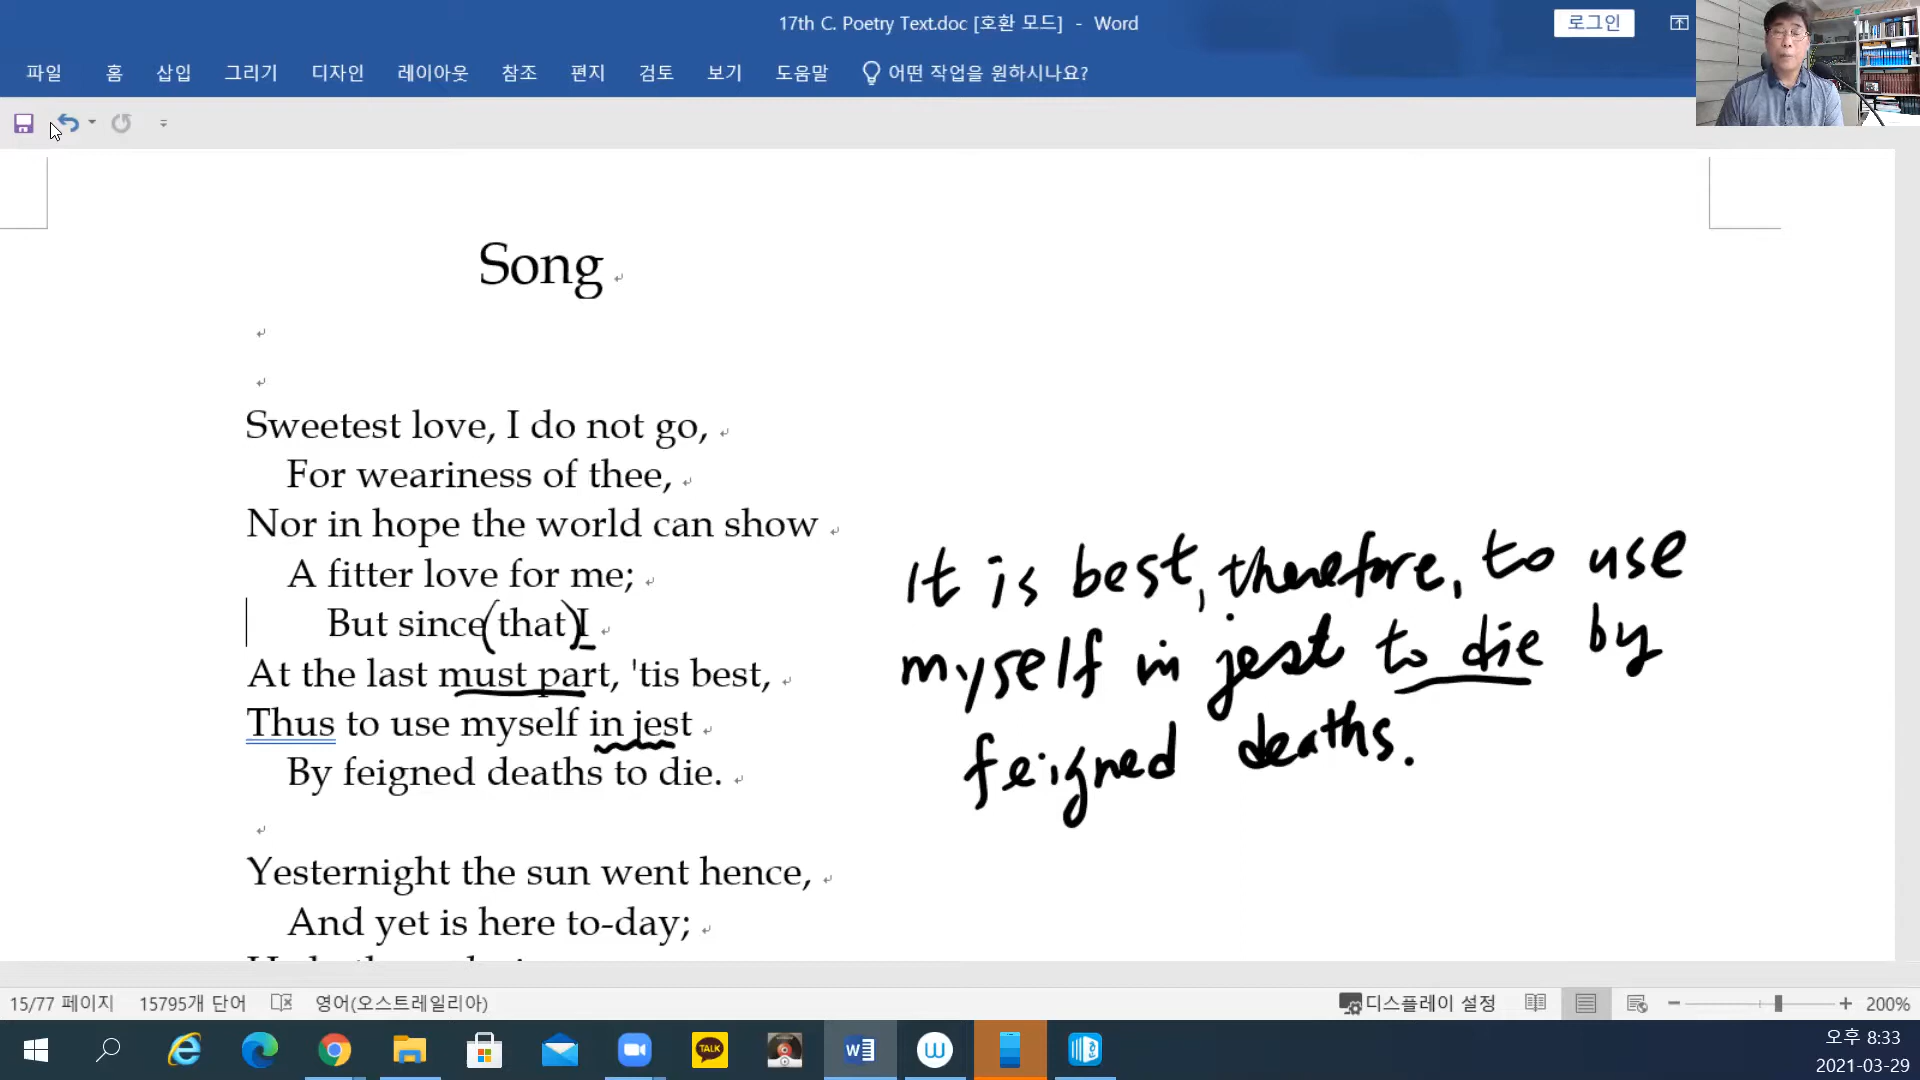 17th C. Poetry Text.doc [호환 모드] - Word
로그인
파일 홈 삽입 그리기 디자인 레이아웃 참조 편지 검토 보기 도움말 어떤 작업을 원하시나요?
Song
Sweetest love, I do not go,
For weariness of thee,
Nor in hope the world can show
A fitter love for me;
But since (that) I
At the last must part, 'tis best,
Thus to use myself in jest
By feigned deaths to die.
It is best, therefore, to use
myself in jest to die by
feigned deaths.
Yesternight the sun went hence,
And yet is here to-day;
15/77 페이지 15795개 단어 영어(오스트레일리아) 디스플레이 설정 200%
TALK
오후 8:33
2021-03-29